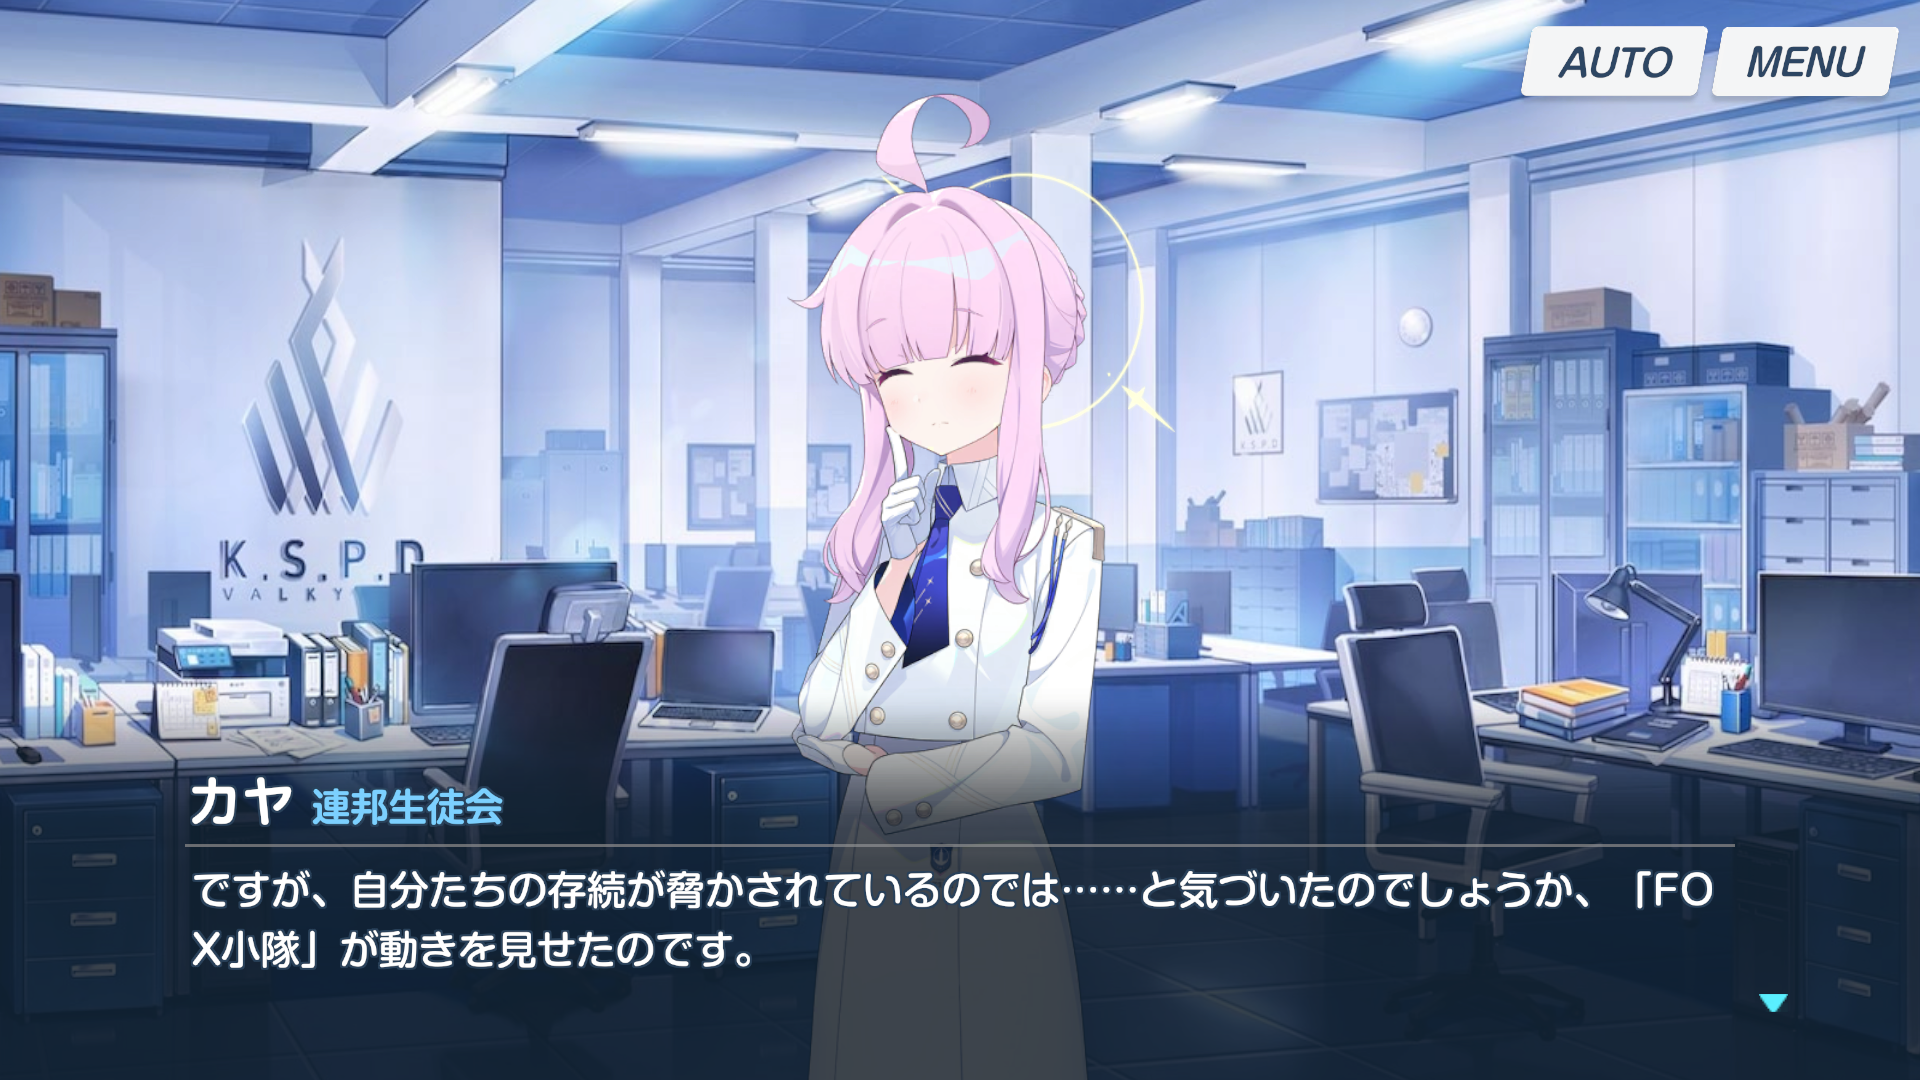 AUTO
MENU
K.S.P.D
VALKY
K.S.P.D
カヤ 連邦生徒会
ですが、自分たちの存続が脅かされているのでは……と気づいたのでしょうか、「FO
X小隊」が動きを見せたのです。